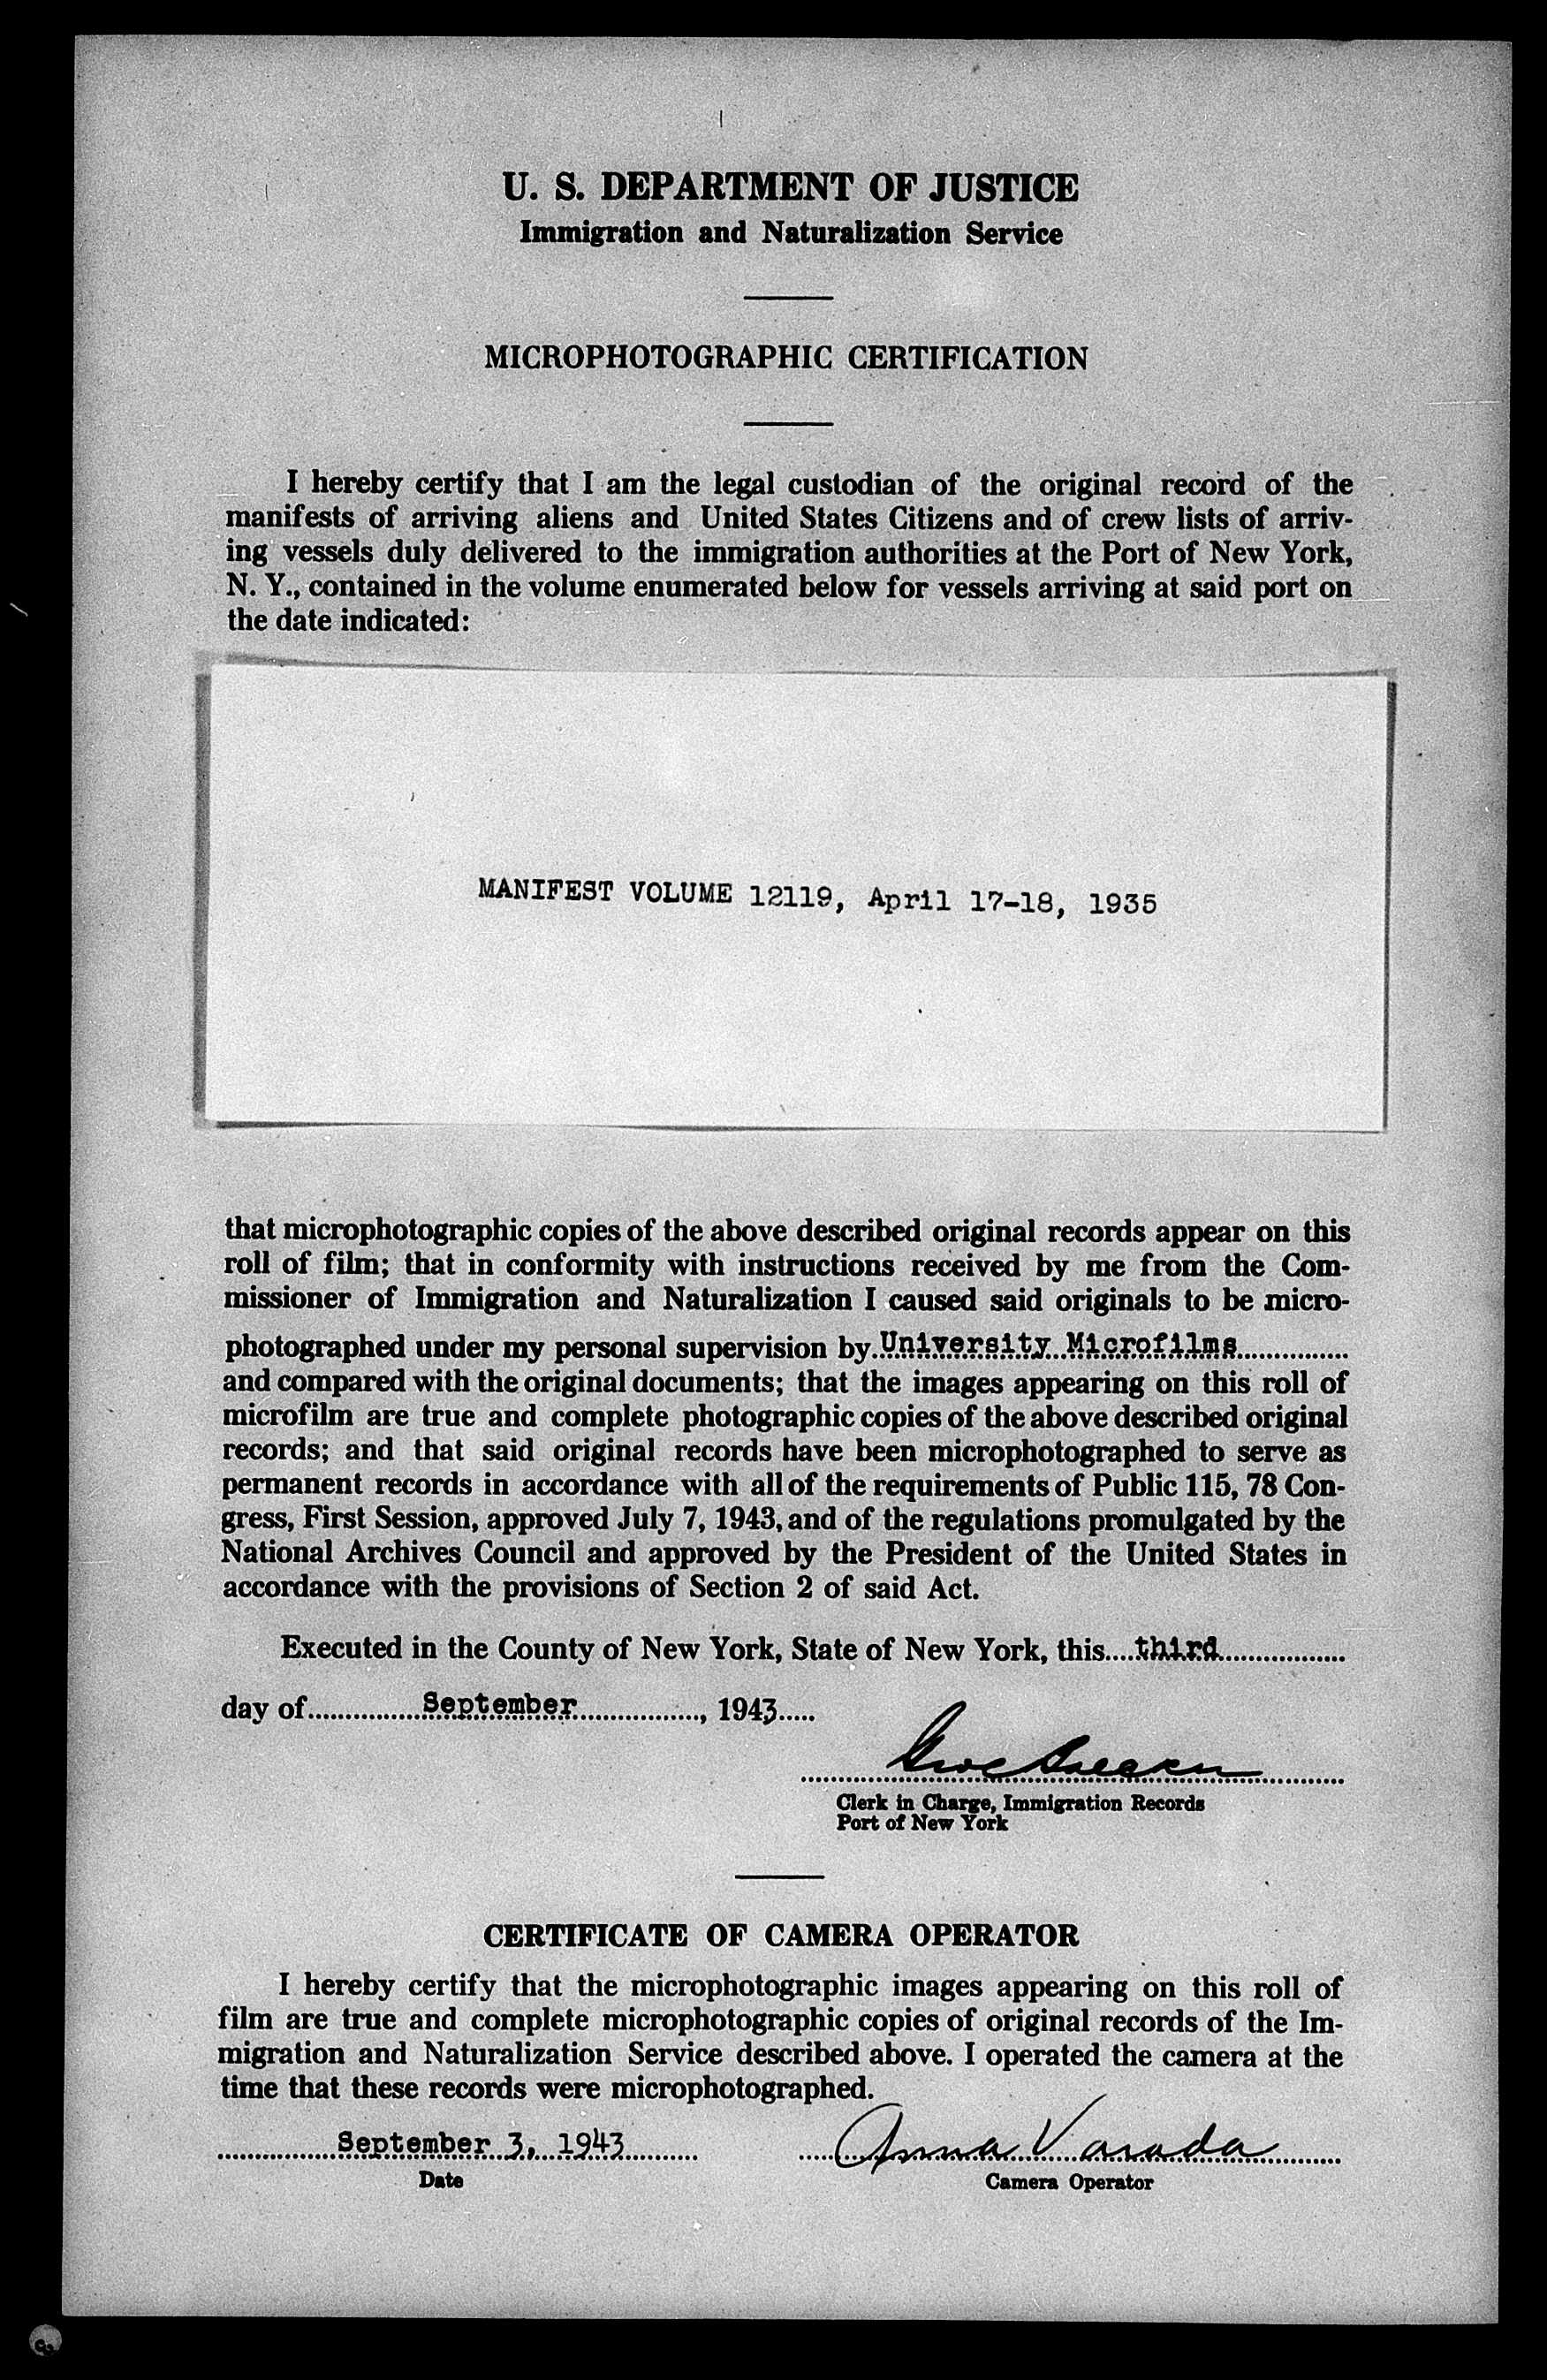 U. S. DEPARTMENT OF JUSTICE
Immigration and Naturalization Service
MICROPHOTOGRAPHIC CERTIFICATION
I hereby certify that I am the legal custodian of the original record of the
manifests of arriving aliens and United States Citizens and of crew lists of arriv-
ing vessels duly delivered to the immigration authorities at the Port of New York,
N. Y., contained in the volume enumerated below for vessels arriving at said port on
the date indicated:
MANIFEST VOLUME 12119, April 17-18, 1935
that microphotographic copies of the above described original records appear on this
roll of film; that in conformity with instructions received by me from the Com-
missioner of Immigration and Naturalization I caused said originals to be micro-
photographed under my personal supervision by University Microfilms
and compared with the original documents; that the images appearing on this roll of
microfilm are true and complete photographic copies of the above described original
records; and that said original records have been microphotographed to serve as
permanent records in accordance with all of the requirements of Public 115, 78 Con-
gress, First Session, approved July 7, 1943, and of the regulations promulgated by the
National Archives Council and approved by the President of the United States in
accordance with the provisions of Section 2 of said Act.
Executed in the County of New York, State of New York, this third
day of September, 1943
Clerk in Charge, Immigration Records
Port of New York
CERTIFICATE OF CAMERA OPERATOR
I hereby certify that the microphotographic images appearing on this roll of
film are true and complete microphotographic copies of original records of the Im-
migration and Naturalization Service described above. I operated the camera at the
time that these records were microphotographed.
September 3, 1943 Anna Varada
Date Camera Operator